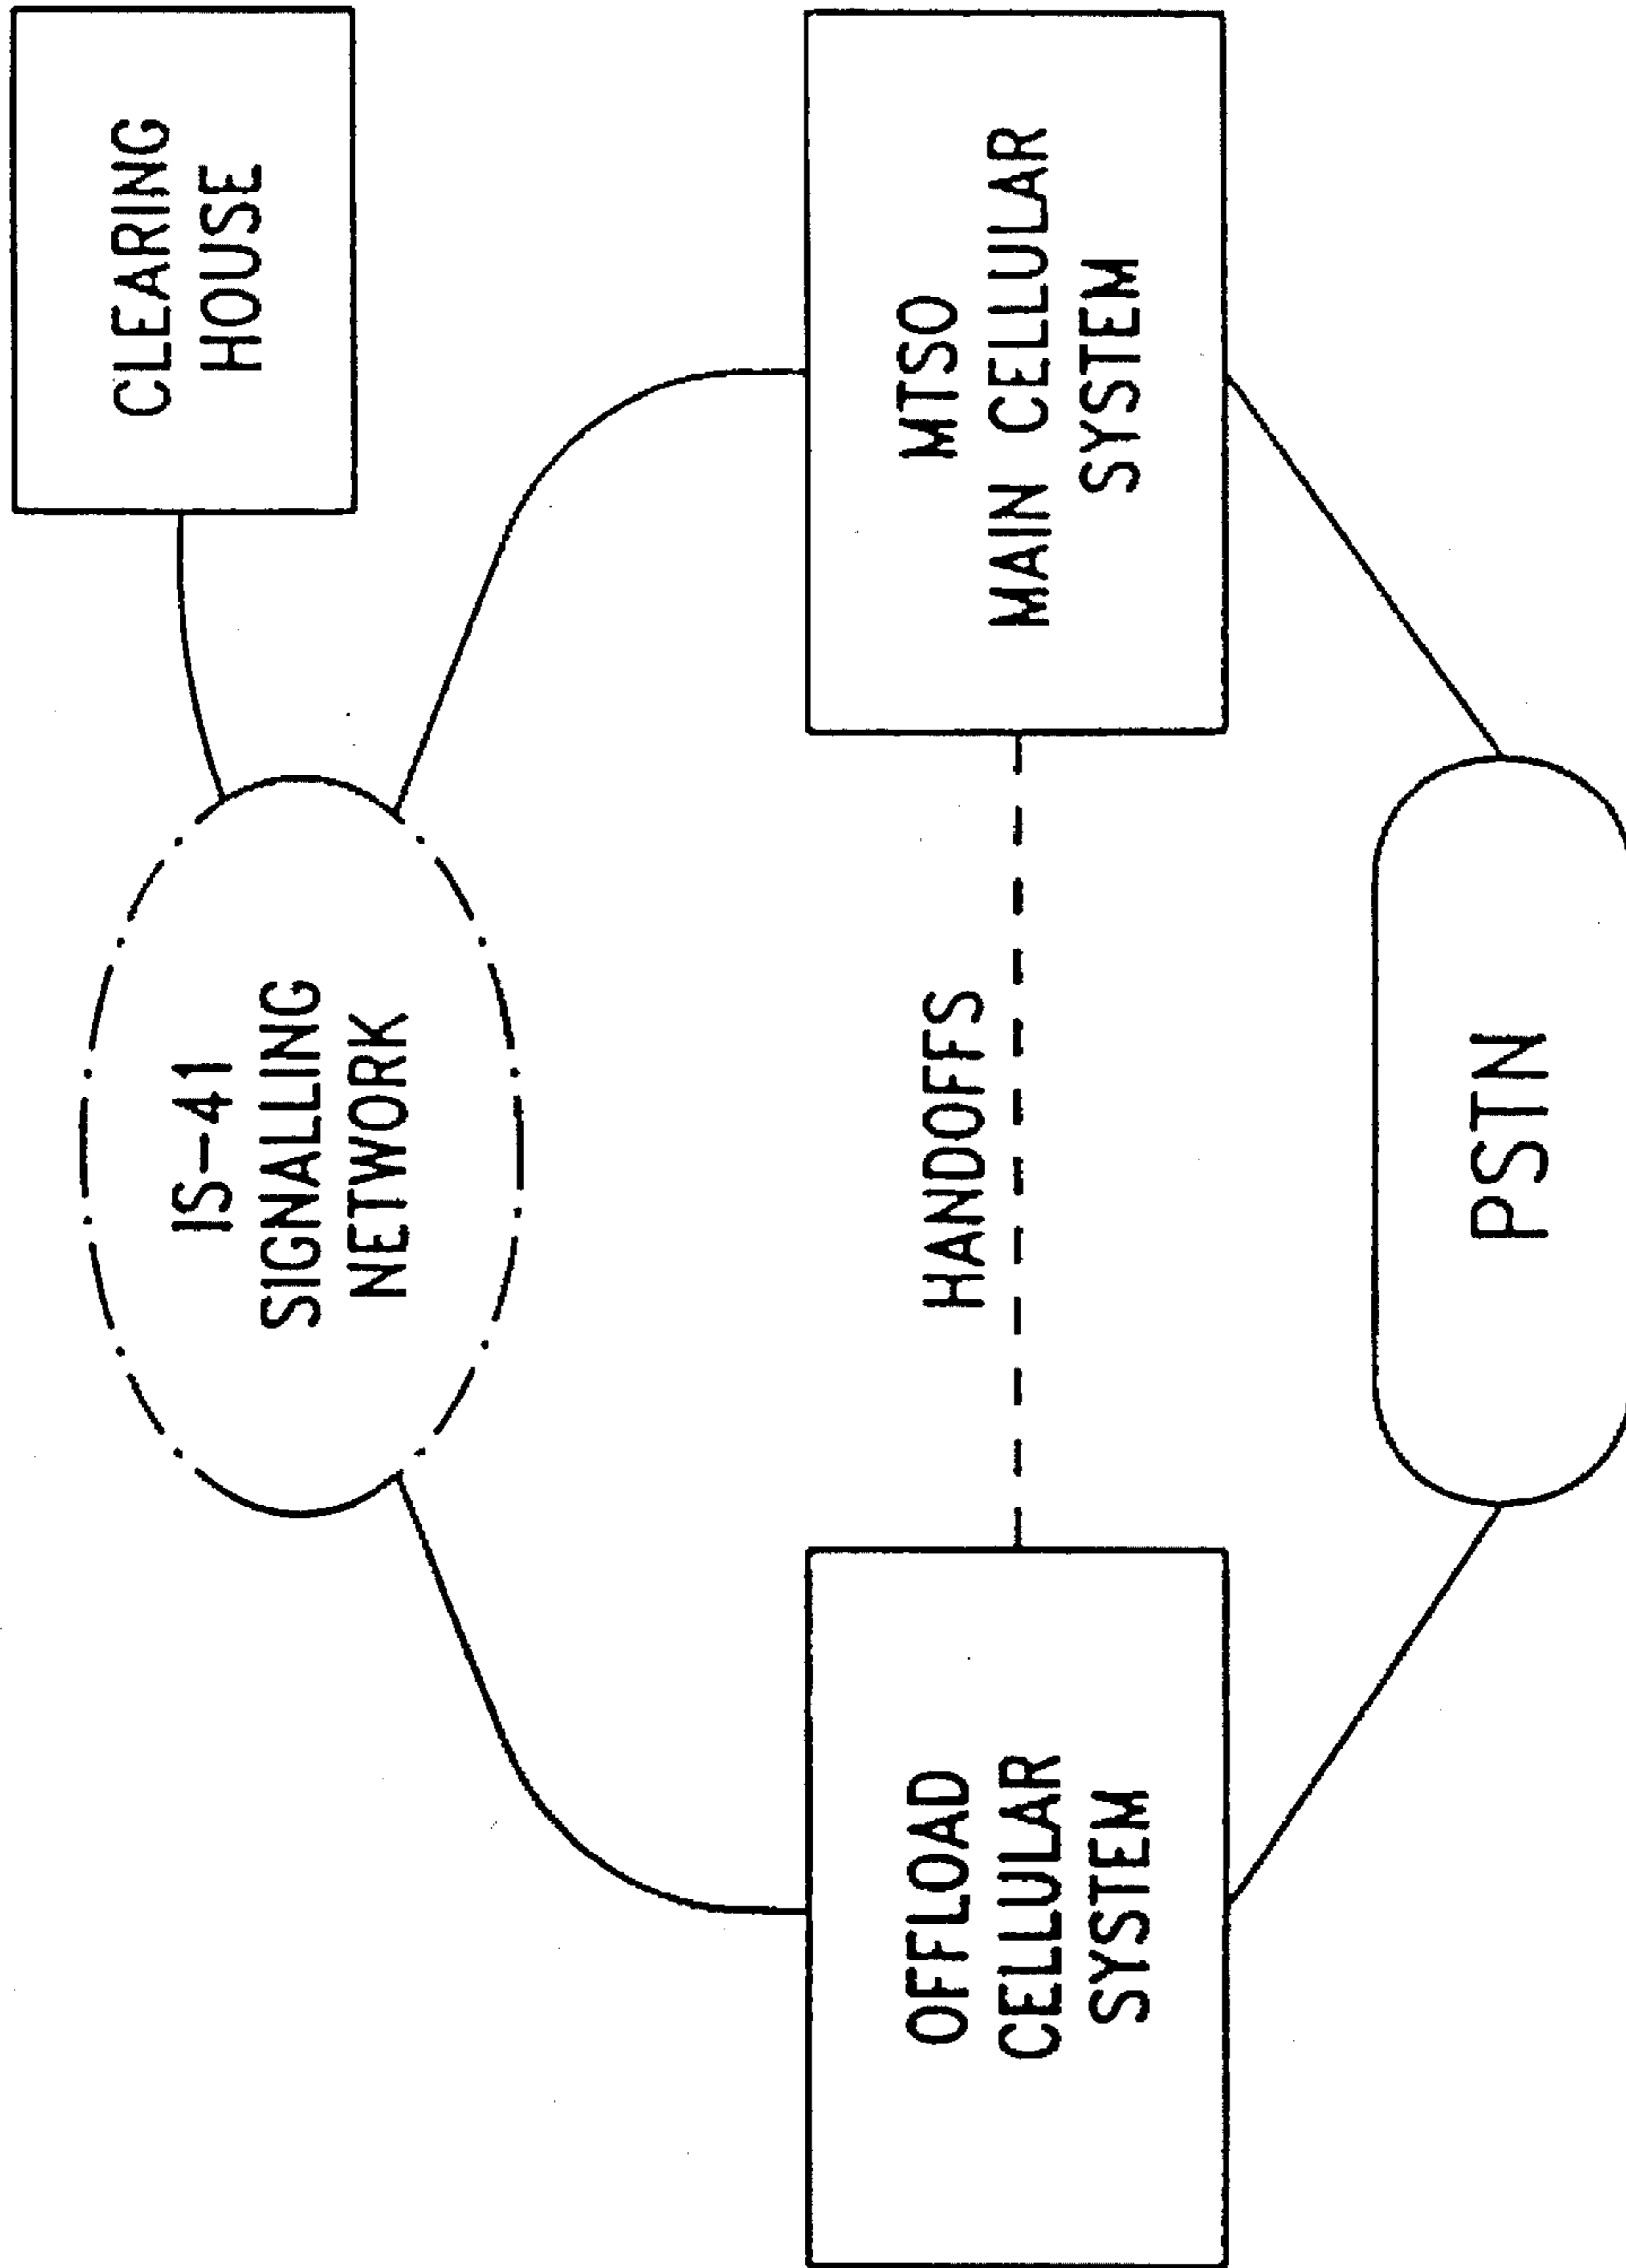 CLEARING
HOUSE
IS-41
SIGNALLING
NETWORK
OFFLOAD
CELLULAR
SYSTEM
HANDOFFS
MTSO
MAIN CELLULAR
SYSTEM
PSTN